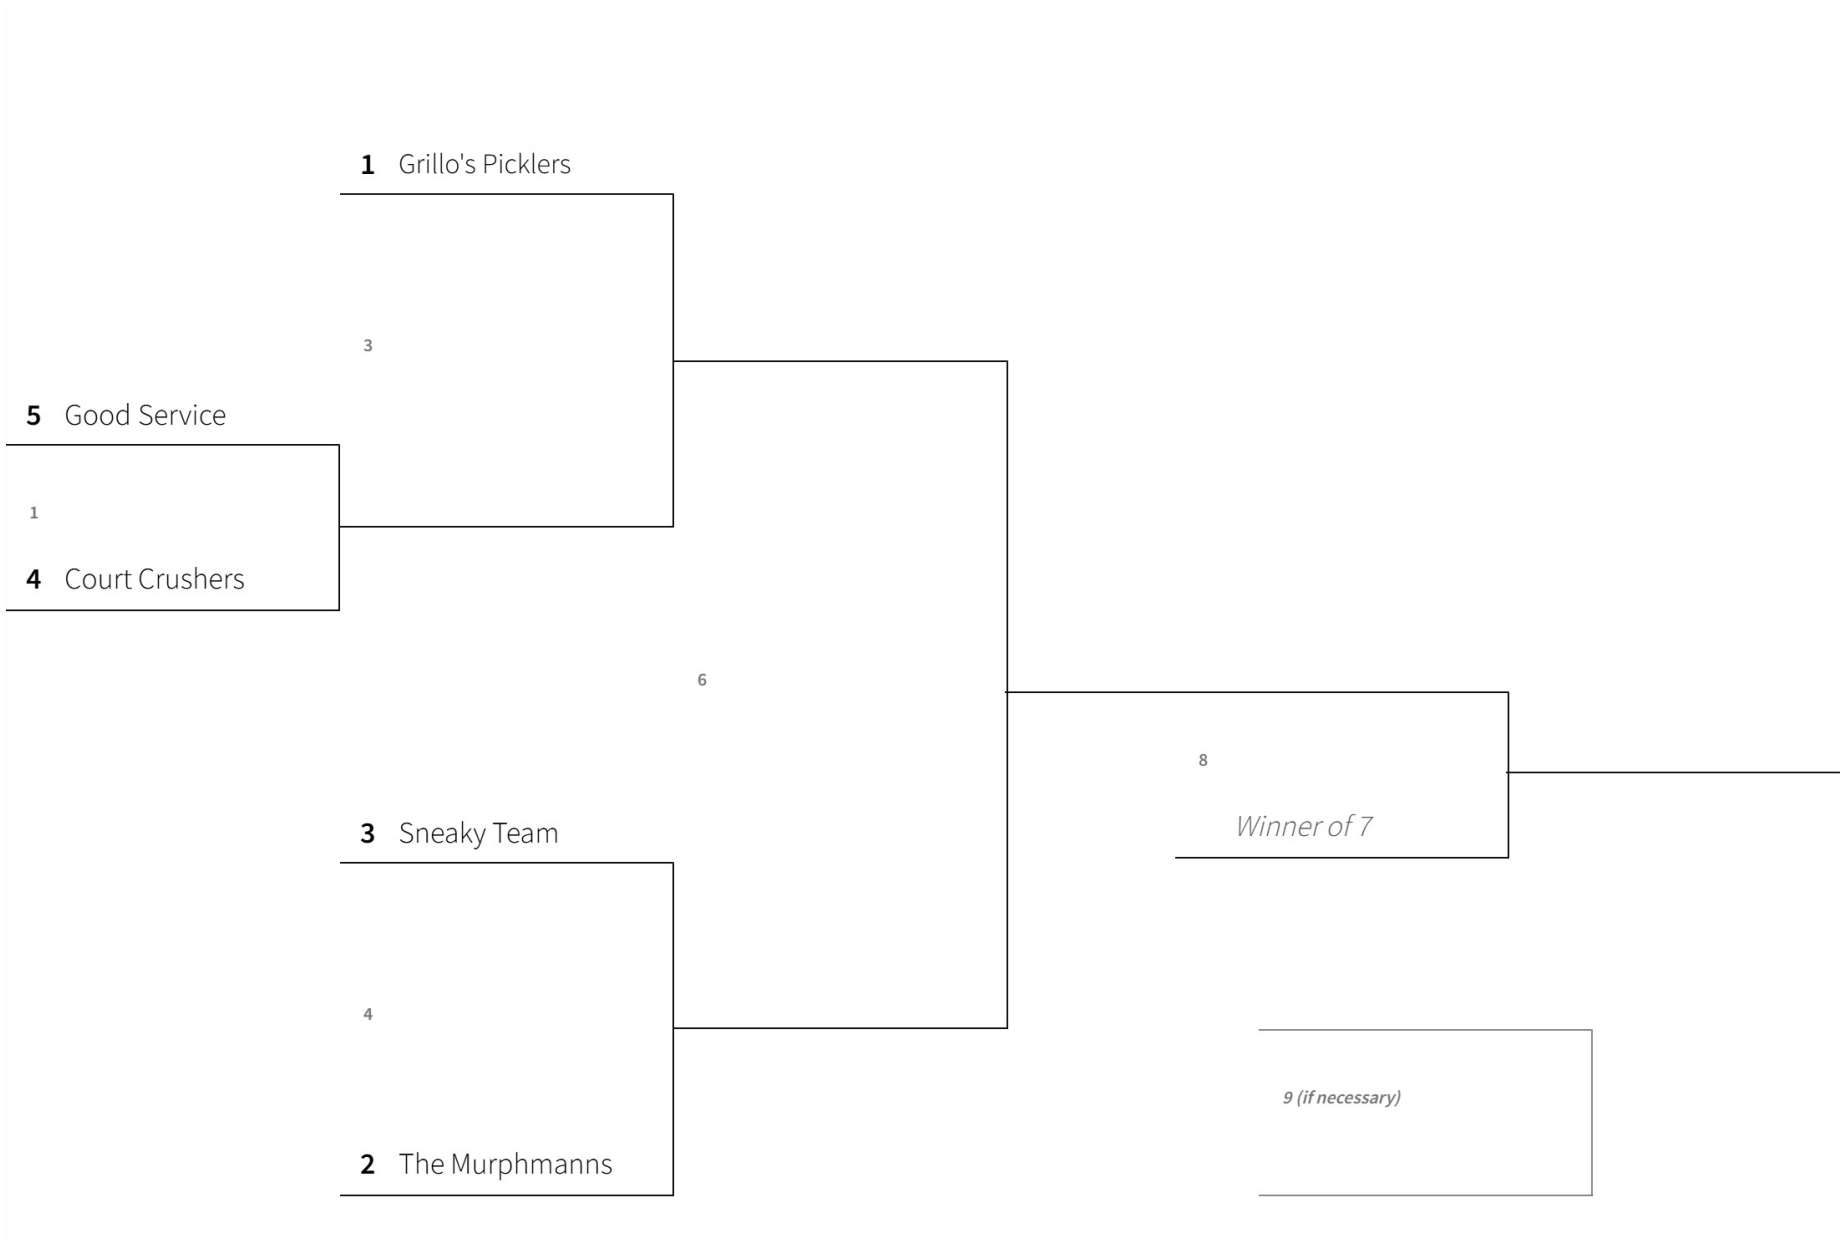 1 Grillo's Picklers
3
5 Good Service
1
4 Court Crushers
6
8
Winner of 7
3 Sneaky Team
4
2 The Murphmanns
9 (if necessary)